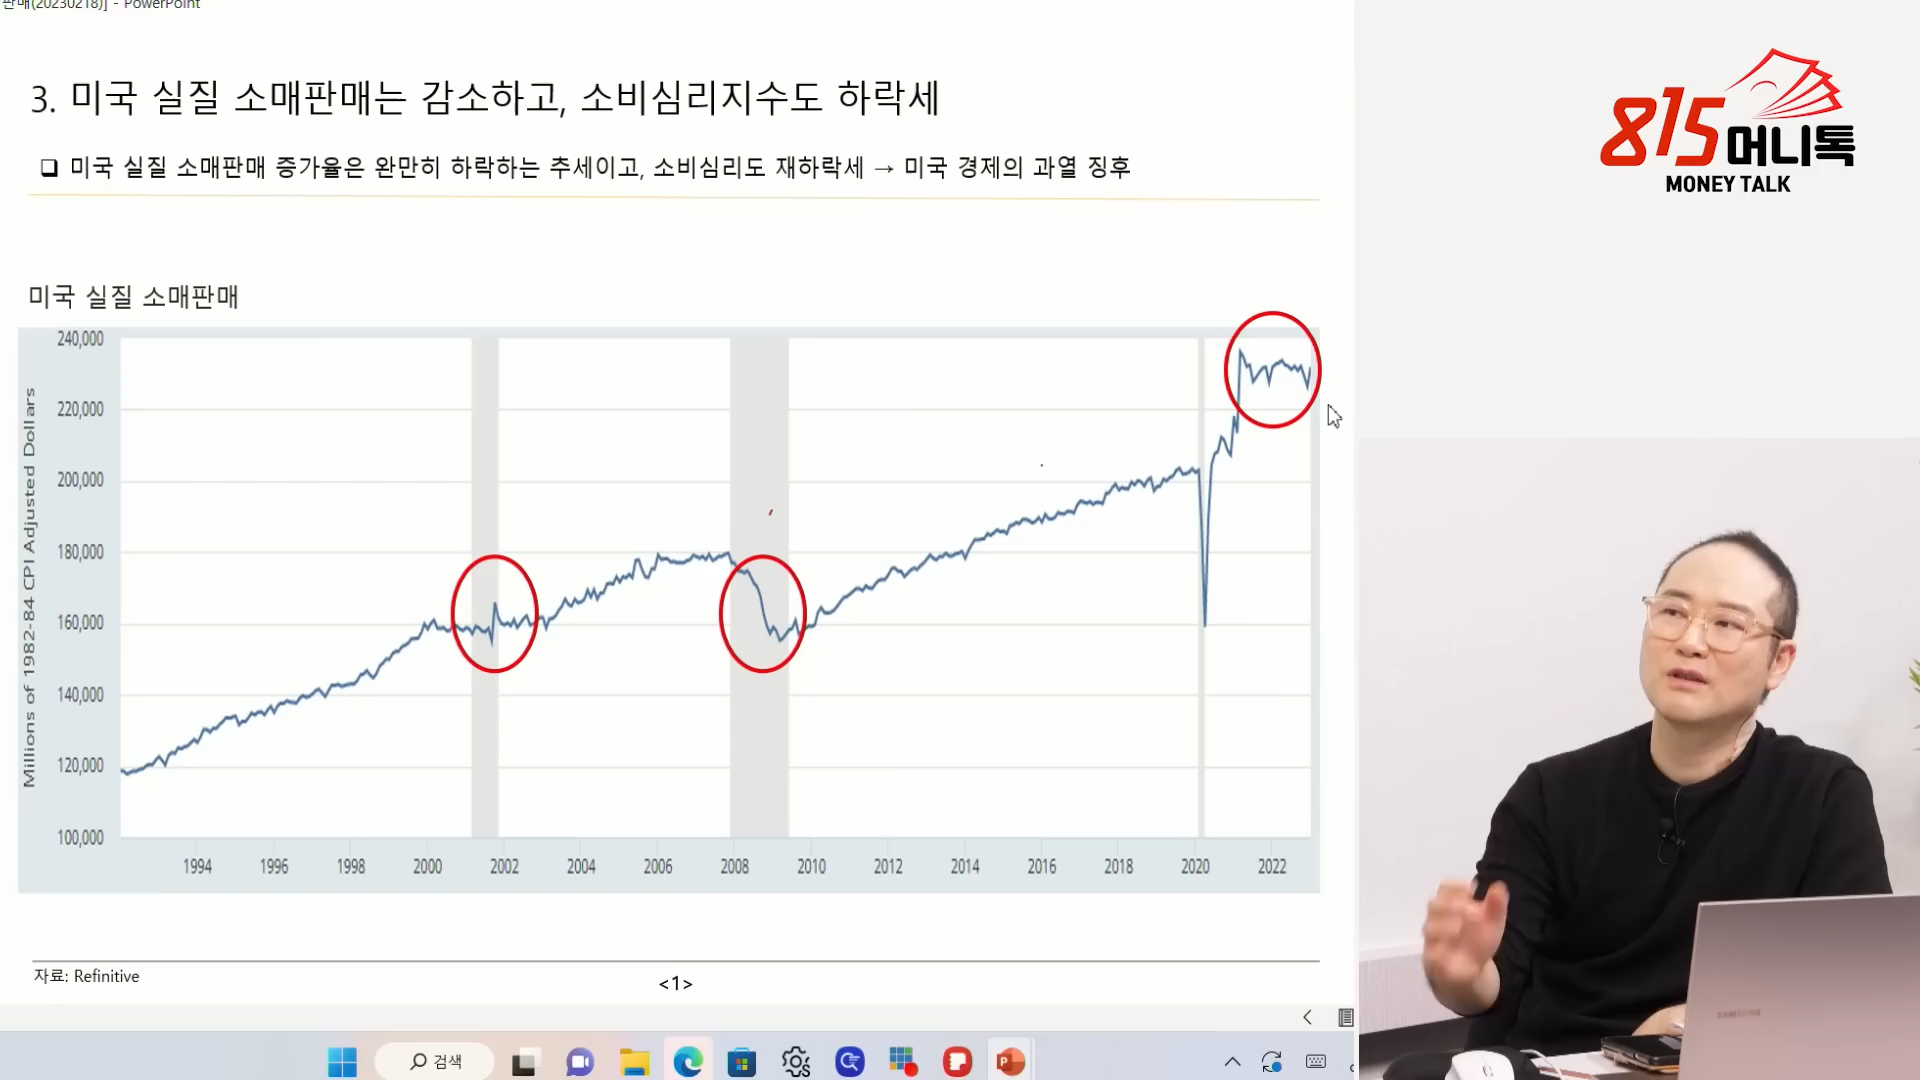 판매(20230218)] - PowerPoint
3. 미국 실질 소매판매는 감소하고, 소비심리지수도 하락세
미국 실질 소매판매 증가율은 완만히 하락하는 추세이고, 소비심리도 재하락세 → 미국 경제의 과열 징후
미국 실질 소매판매
Millions of 1982-84 CPI Adjusted Dollars
240,000
220,000
200,000
180,000
160,000
140,000
120,000
100,000
1994 1996 1998 2000 2002 2004 2006 2008 2010 2012 2014 2016 2018 2020 2022
자료: Refinitive
<1>
검색
815머니톡
MONEY TALK
SAMSUNG